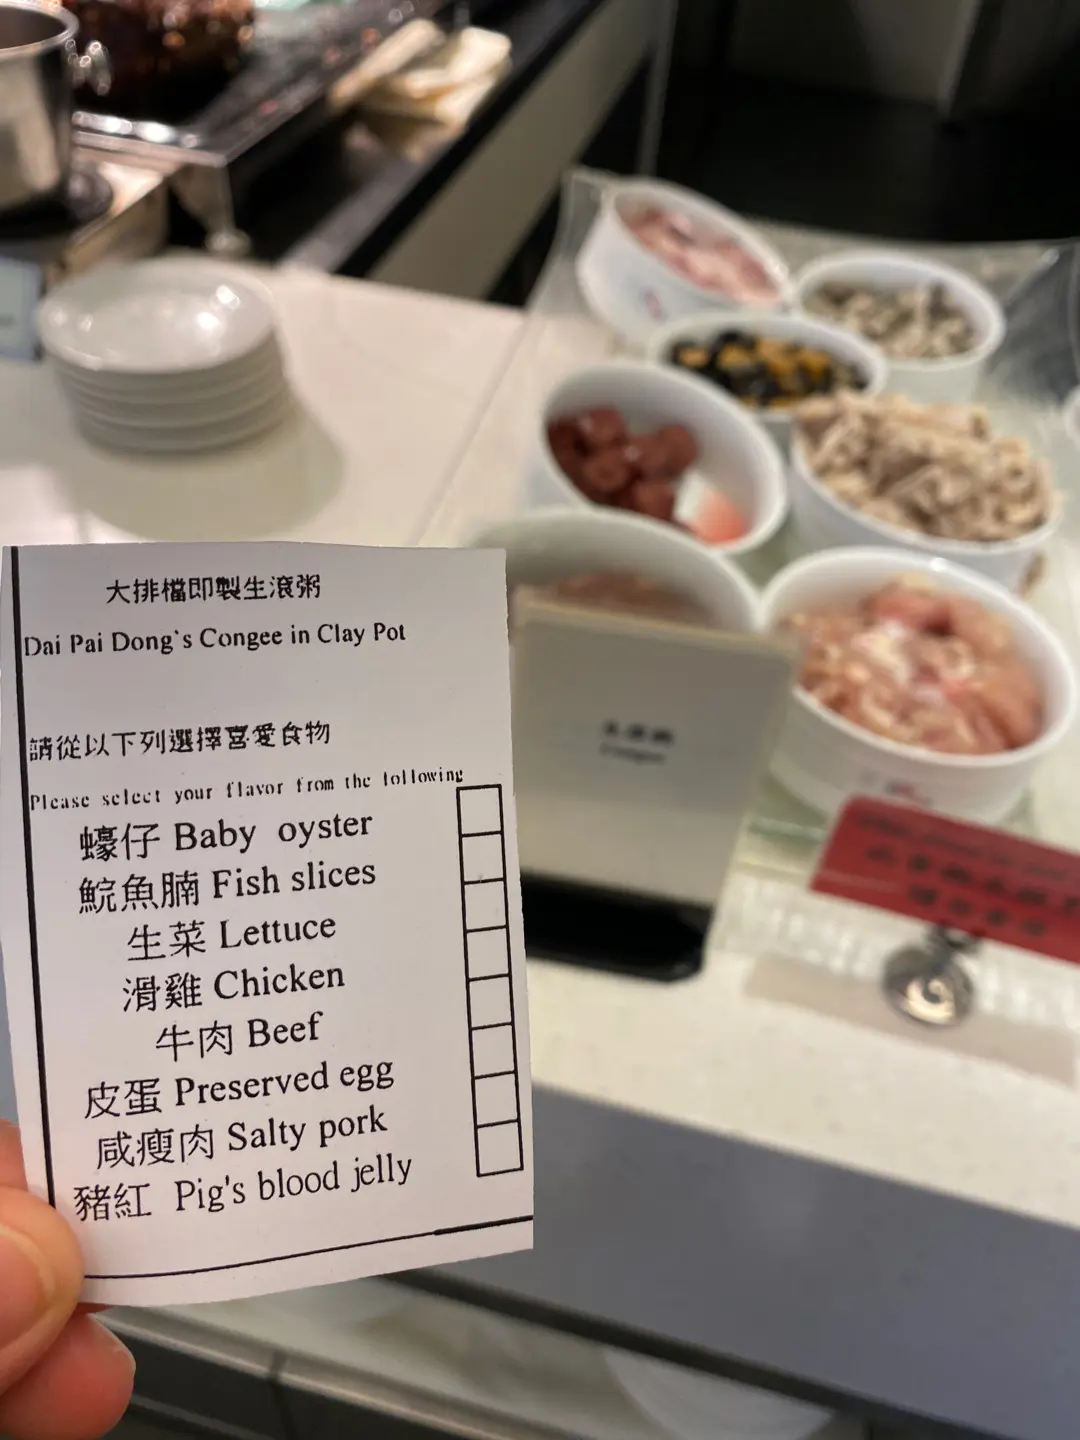 大排檔即製生滾粥
Dai Pai Dong`s Congee in Clay Pot
請從以下列選擇喜愛食物
Please select your flavor from the following
蠔仔 Baby oyster
鯇魚腩 Fish slices
生菜 Lettuce
滑雞 Chicken
牛肉 Beef
皮蛋 Preserved egg
咸瘦肉 Salty pork
豬紅 Pig's blood jelly